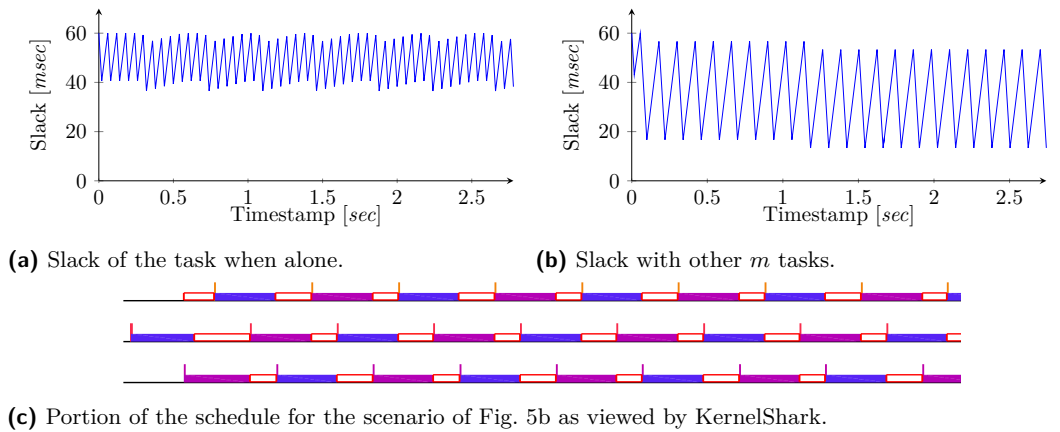 60
40
20
0
Slack [msec]
0
0.5
1
1.5
2
2.5
Timestamp [sec]
(a) Slack of the task when alone.
60
40
20
0
Slack [msec]
0
0.5
1
1.5
2
2.5
Timestamp [sec]
(b) Slack with other m tasks.
(c) Portion of the schedule for the scenario of Fig. 5b as viewed by KernelShark.